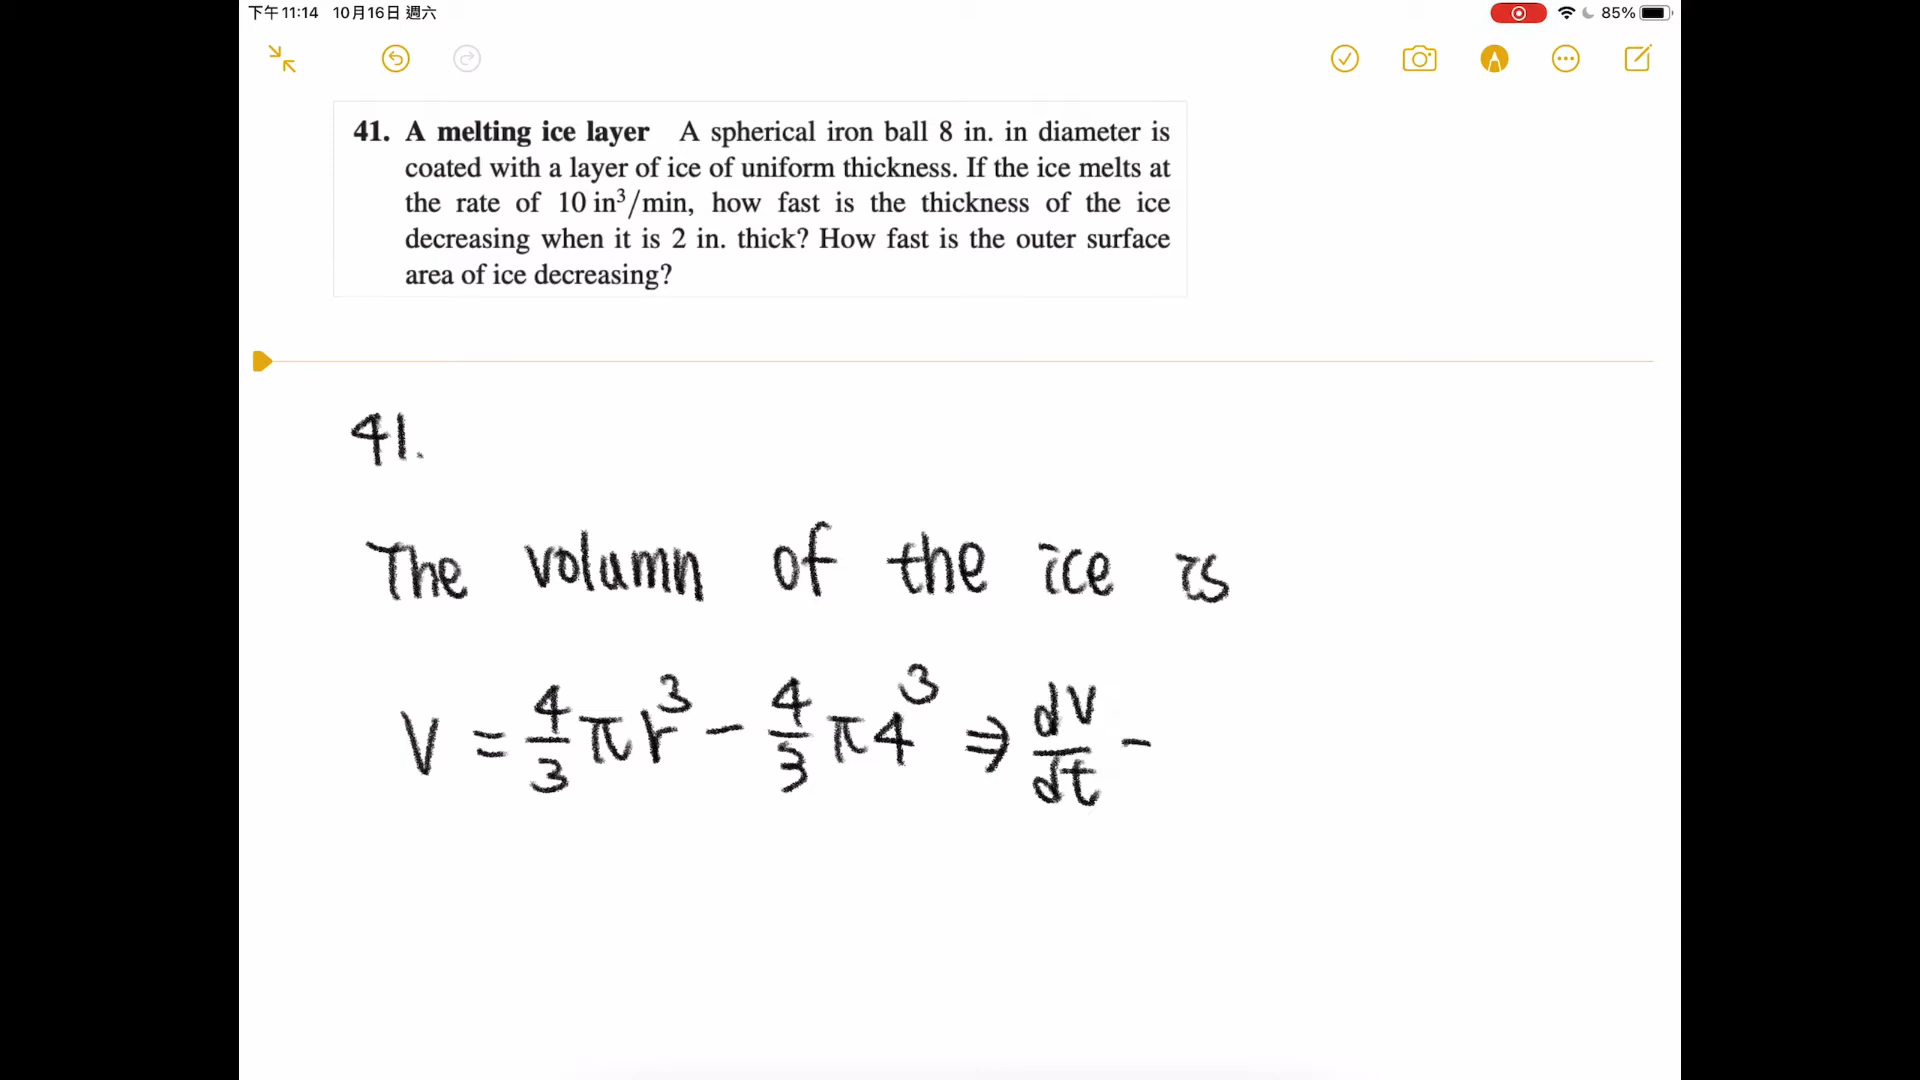 下午11:14 10月16日 週六 85%
41. A melting ice layer A spherical iron ball 8 in. in diameter is
coated with a layer of ice of uniform thickness. If the ice melts at
the rate of 10 in³/min, how fast is the thickness of the ice
decreasing when it is 2 in. thick? How fast is the outer surface
area of ice decreasing?
41.
The volumn of the ice is
V = 4/3 πr³ - 4/3 π4³ ⇒ dV/dt -